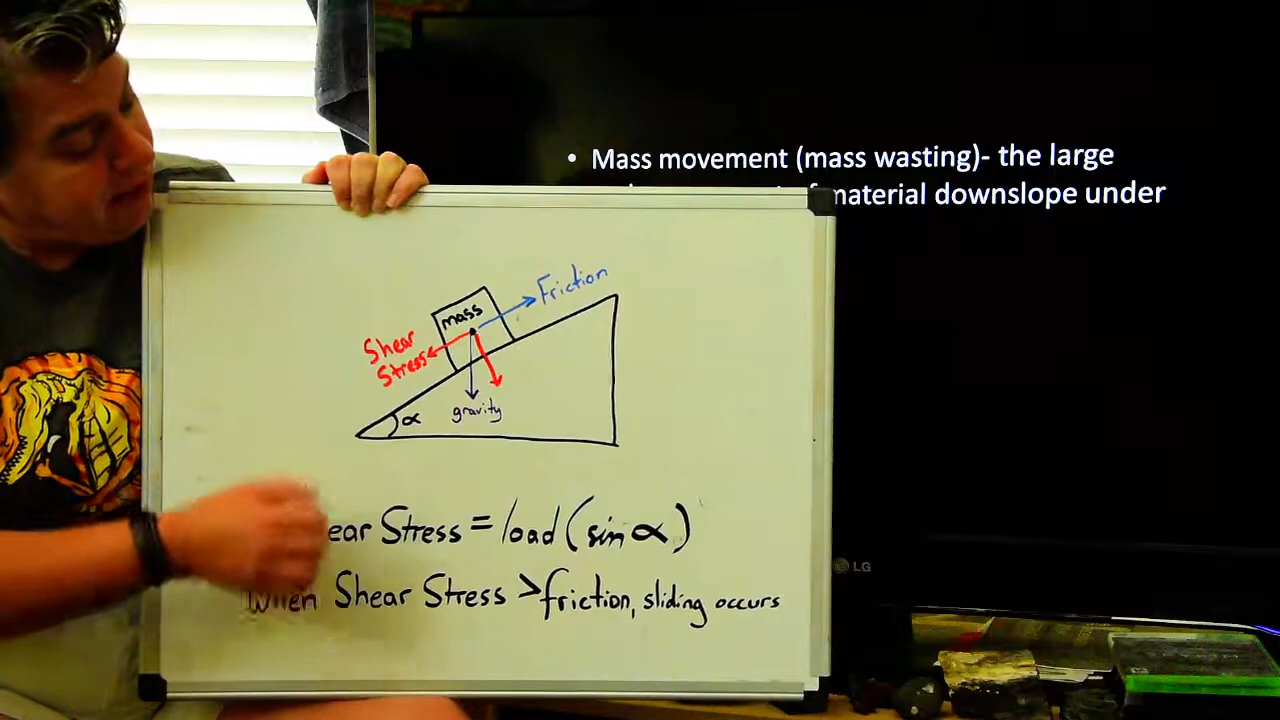 • Mass movement (mass wasting)- the large
material downslope under
Friction
mass
Shear
Stress
gravity
α
ear Stress = load (sin α)
When Shear Stress > friction, sliding occurs
LG